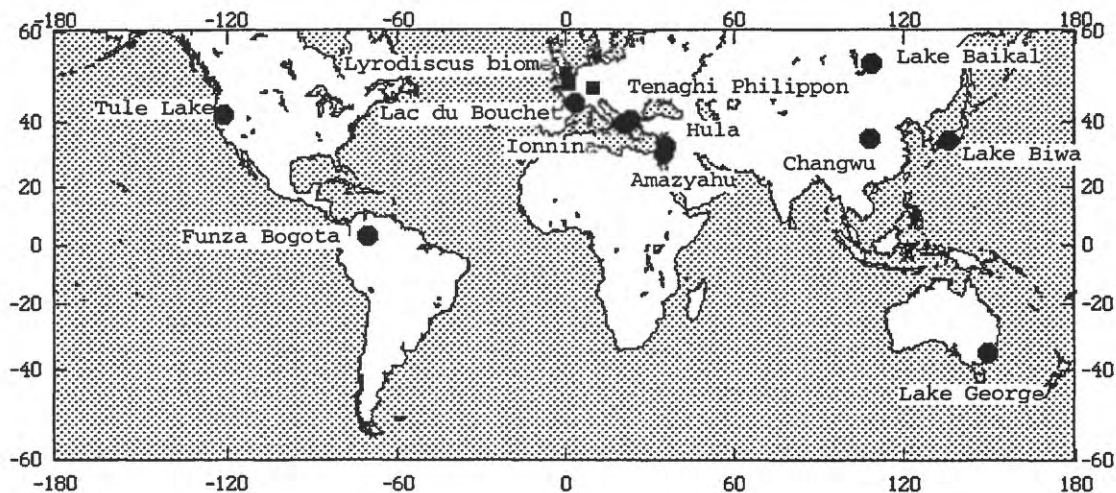 -180 -120 -60 0 60 120 180
60 60
Lyrodiscus biome
Lake Baikal
Tenaghi Philippon
Tule Lake
Lac du Bouchet
40 40
Hula
Ionnina
Changwu
Lake Biwa
Amazyahu
20 20
Funza Bogota
0 0
-20 -20
-40 -40
Lake George
-60 -60
-180 -120 -60 0 60 120 180